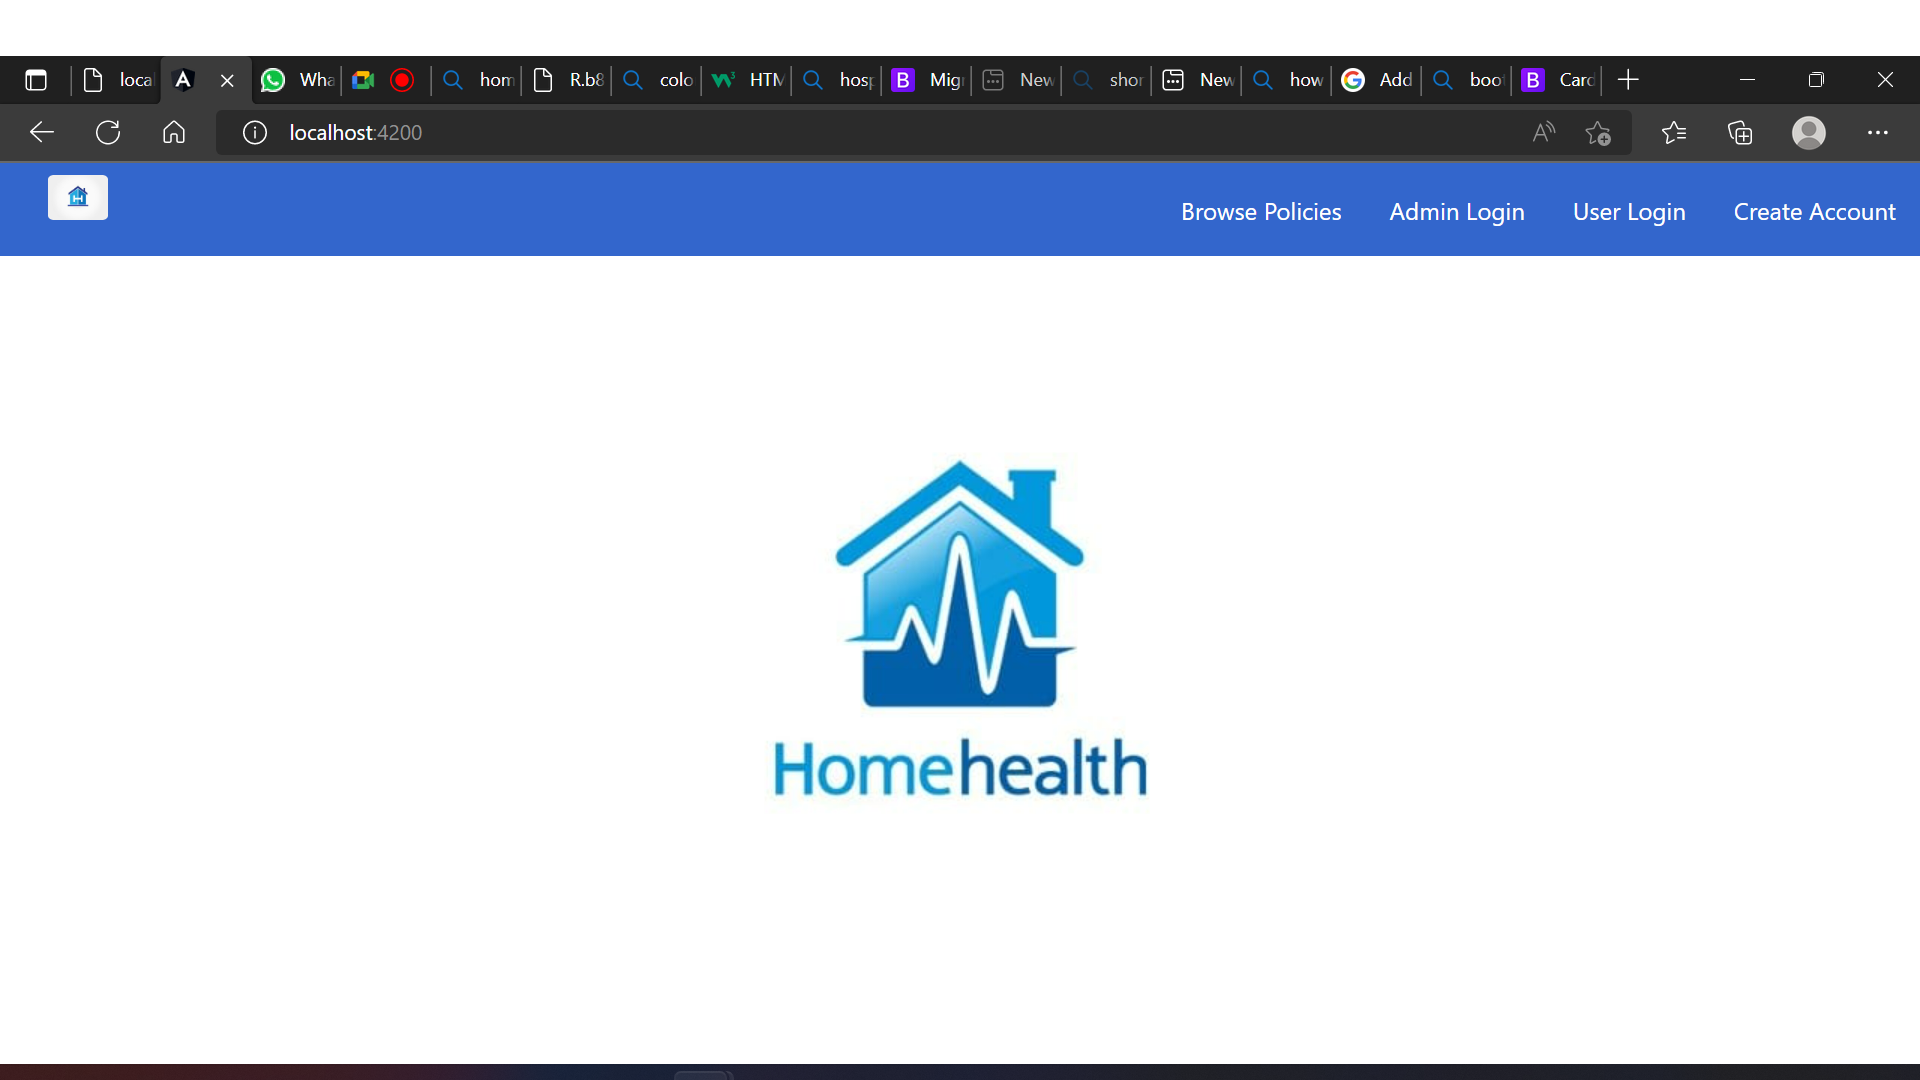 loca Wha hom R.b8 colo HTM hosp Mig New shor New how Add boot Card
localhost:4200
H
Browse Policies Admin Login User Login Create Account
Homehealth